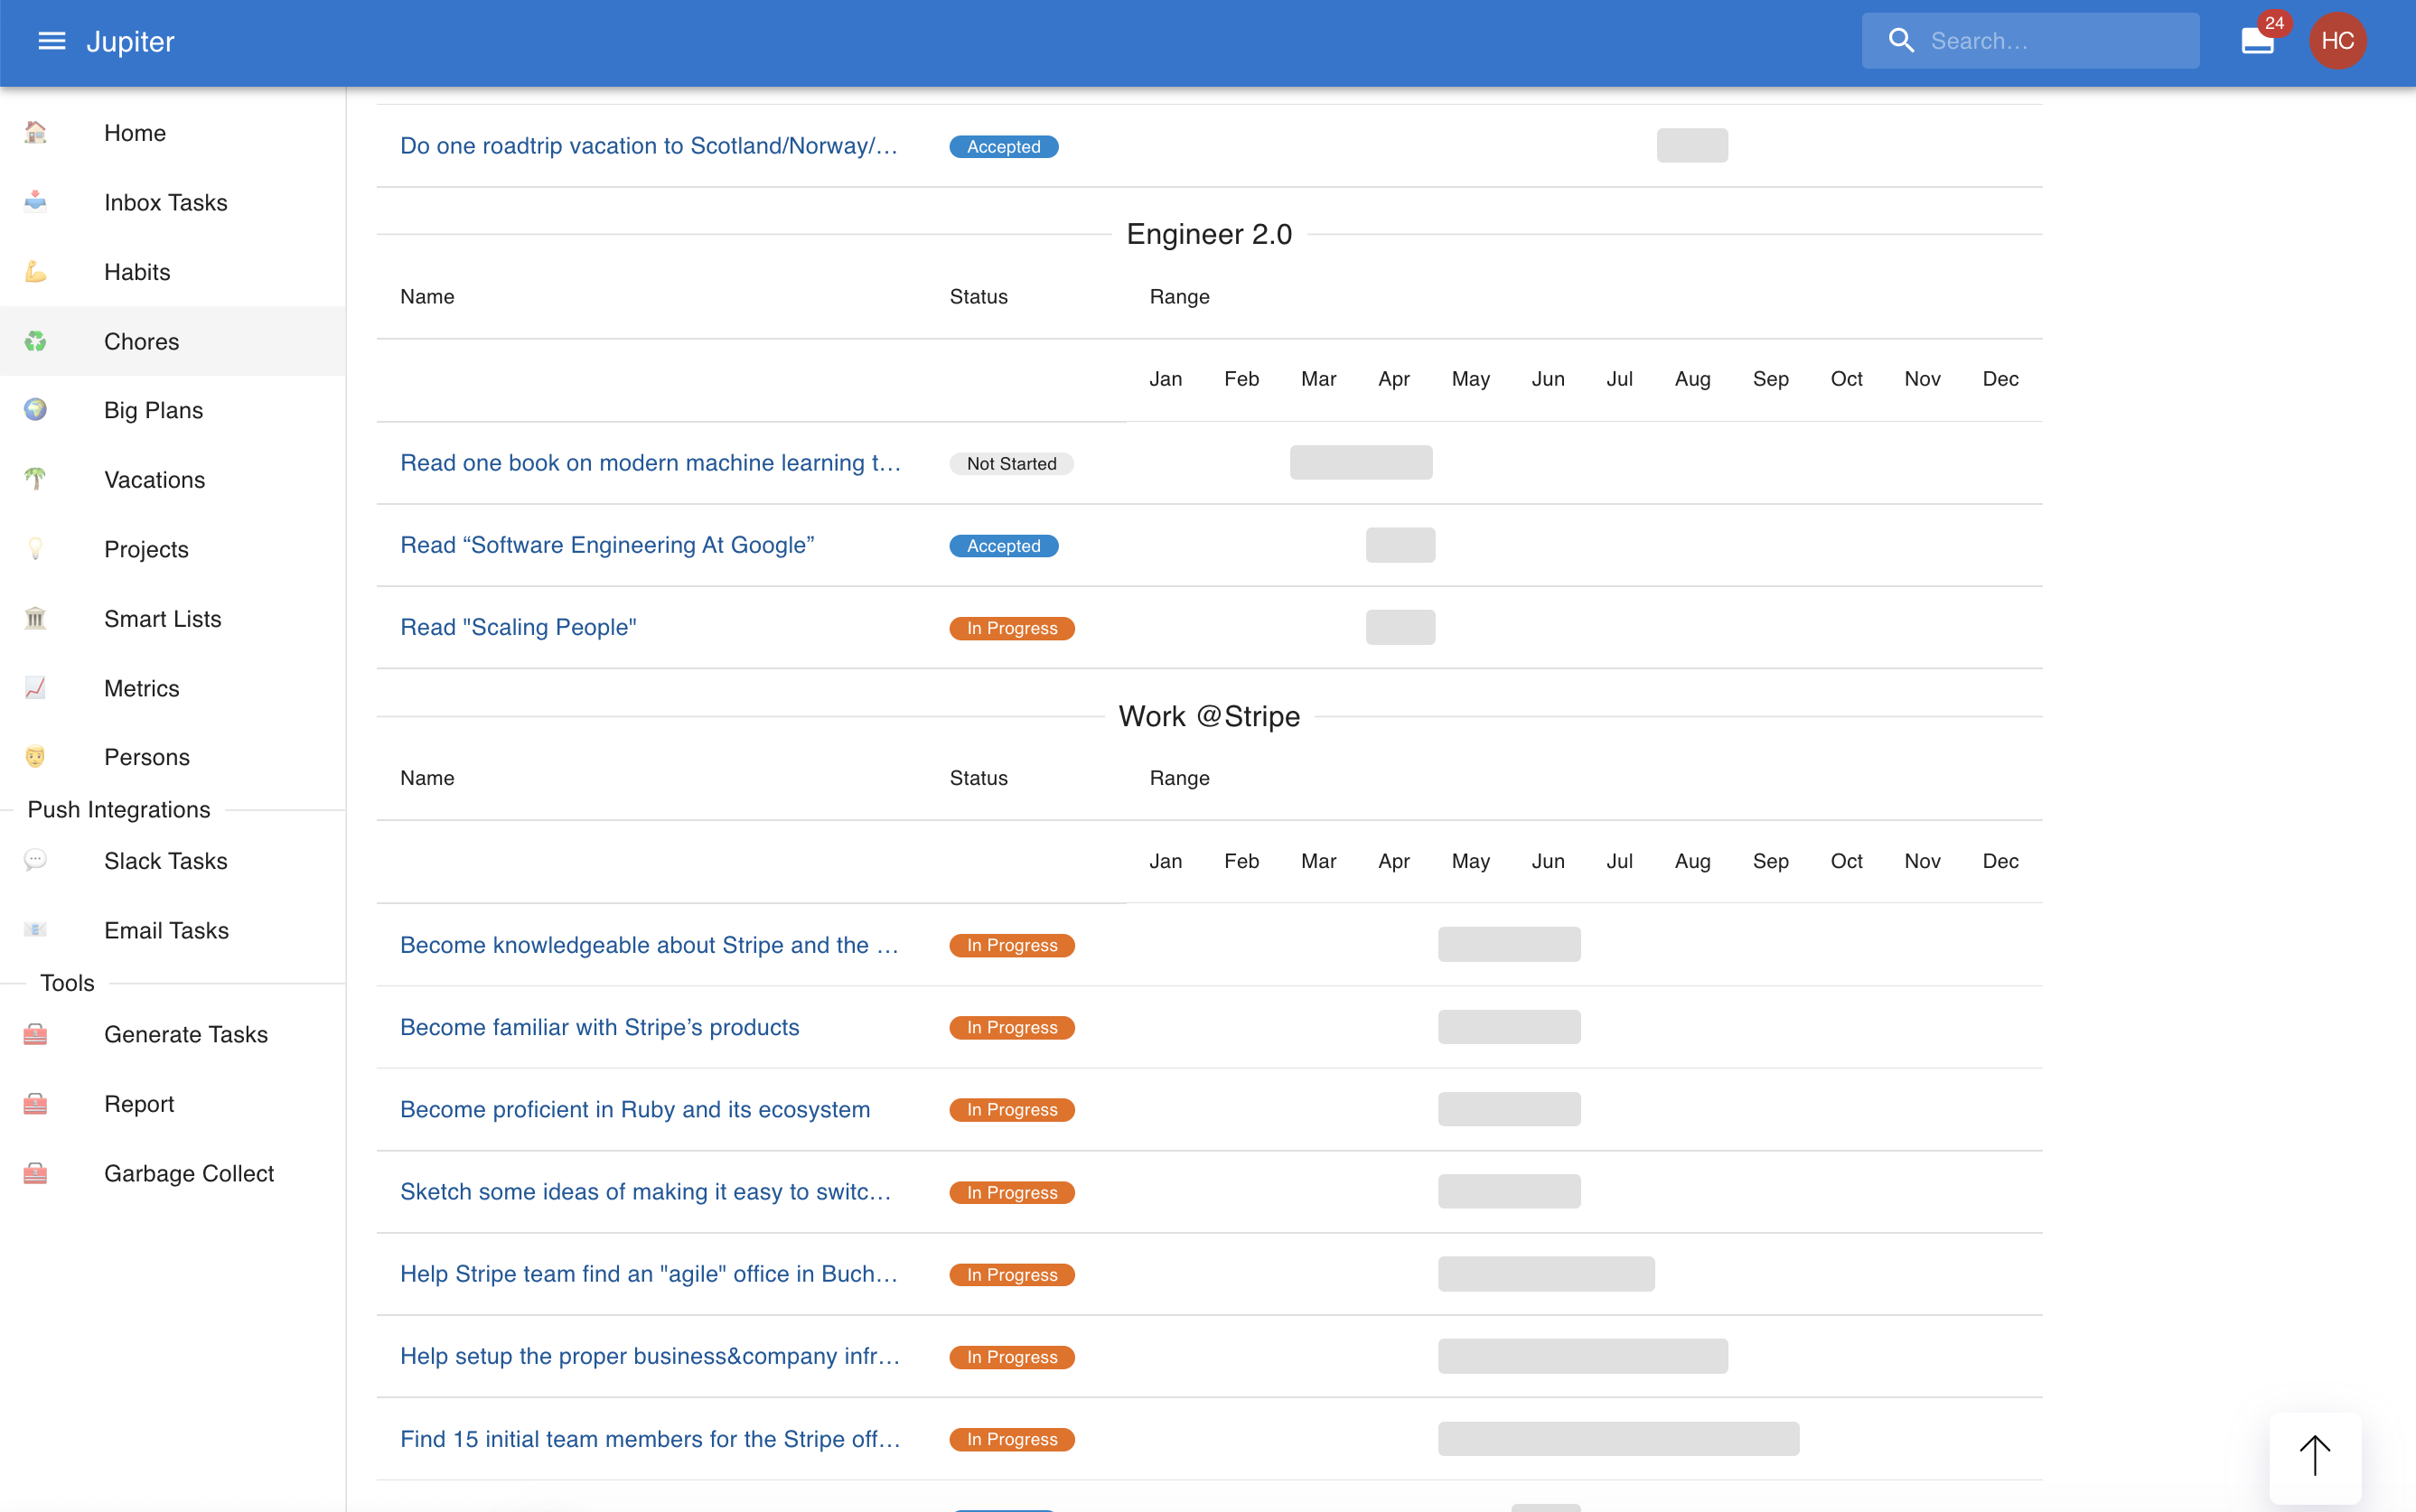 Jupiter
Search…
24
HC
Home
Inbox Tasks
Habits
Chores
Big Plans
Vacations
Projects
Smart Lists
Metrics
Persons
Push Integrations
Slack Tasks
Email Tasks
Tools
Generate Tasks
Report
Garbage Collect
Do one roadtrip vacation to Scotland/Norway/… Accepted
Engineer 2.0
Name Status Range
Jan Feb Mar Apr May Jun Jul Aug Sep Oct Nov Dec
Read one book on modern machine learning t… Not Started
Read “Software Engineering At Google” Accepted
Read "Scaling People" In Progress
Work @Stripe
Name Status Range
Jan Feb Mar Apr May Jun Jul Aug Sep Oct Nov Dec
Become knowledgeable about Stripe and the … In Progress
Become familiar with Stripe’s products In Progress
Become proficient in Ruby and its ecosystem In Progress
Sketch some ideas of making it easy to switc… In Progress
Help Stripe team find an "agile" office in Buch… In Progress
Help setup the proper business&company infr… In Progress
Find 15 initial team members for the Stripe off… In Progress